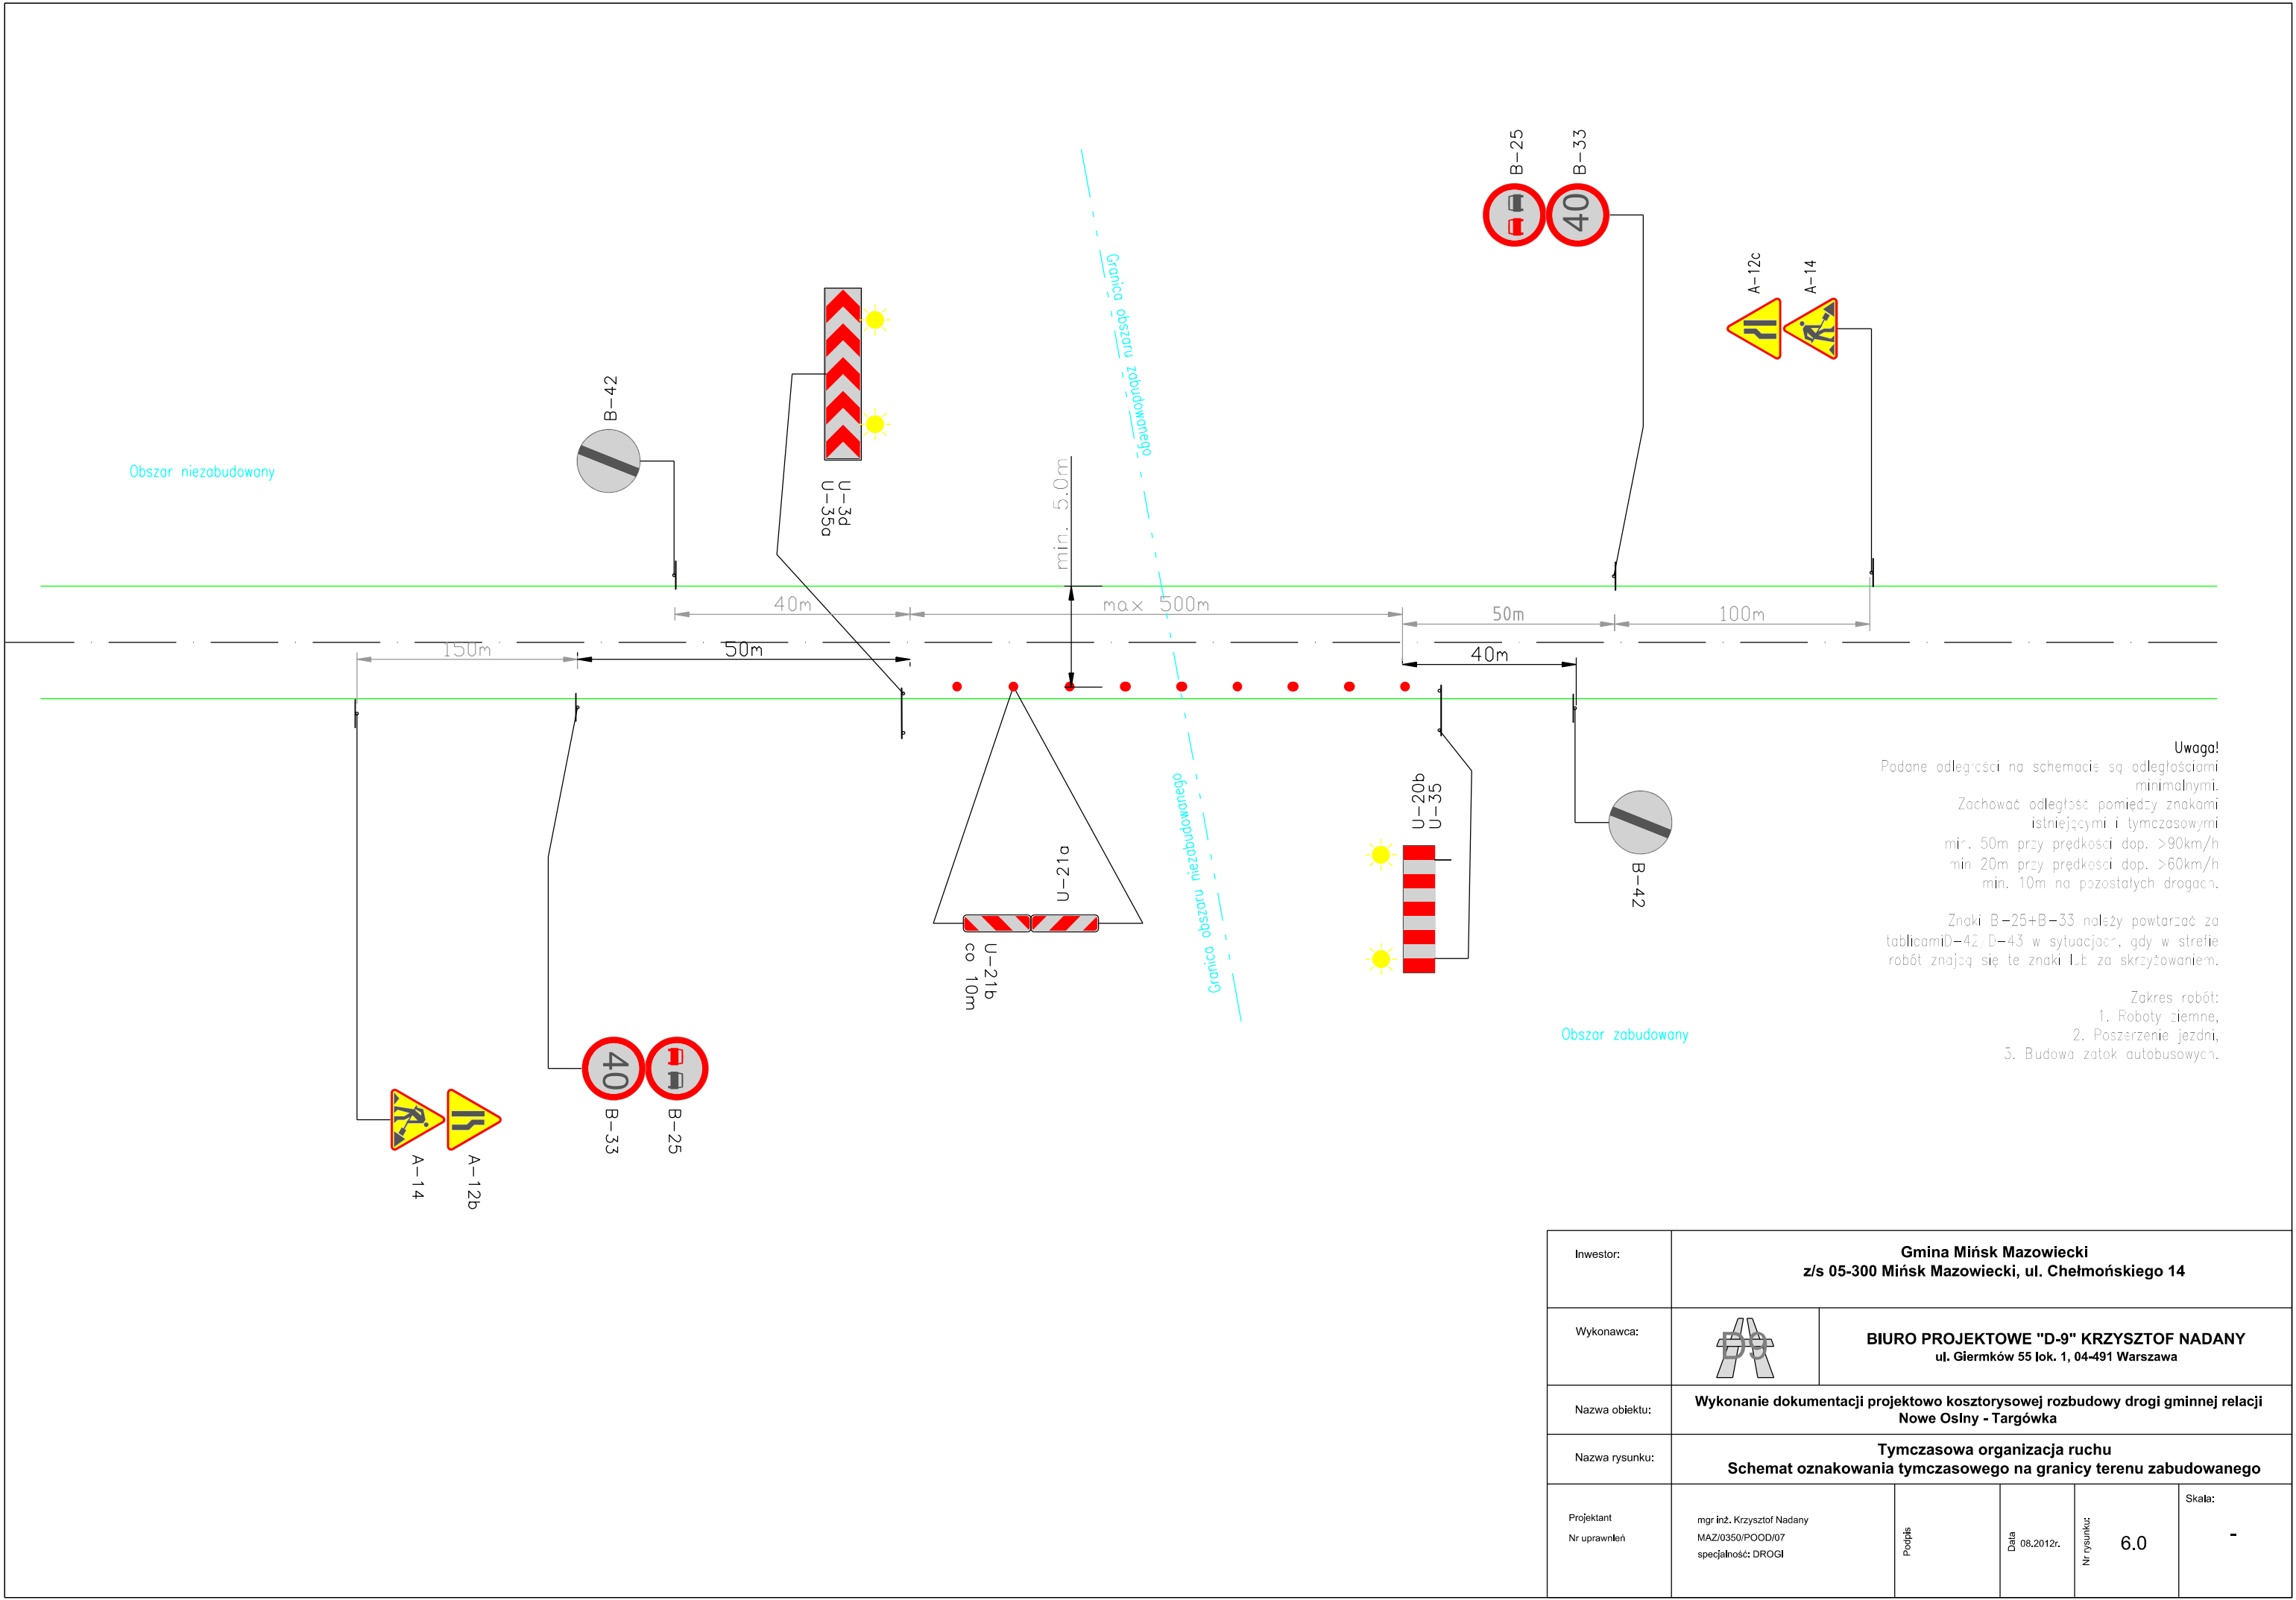 B-25
B-33
40
A-12c
A-14
B-42
U-3d
U-35a
Granica obszaru zabudowanego
Obszar niezabudowany
min. 5.0m
40m
max 500m
50m
100m
150m
50m
40m
Granica obszaru niezabudowanego
U-21a
U-21b
co 10m
U-20b
U-35
B-42
Obszar zabudowany
40
B-33
B-25
A-14
A-12b
Uwaga!
Podane odległości na schemacie są odległościami
minimalnymi.
Zachować odległość pomiędzy znakami
istniejącymi i tymczasowymi
min. 50m przy prędkości dop. >90km/h
min 20m przy prędkości dop. >60km/h
min. 10m na pozostałych drogach.
Znaki B-25+B-33 należy powtarzać za
tablicamiD-42/D-43 w sytuacjach, gdy w strefie
robót znajdą się te znaki lub za skrzyżowaniem.
Zakres robót:
1. Roboty ziemne,
2. Poszerzenie jezdni,
3. Budowa zatok autobusowych.
Inwestor:
Gmina Mińsk Mazowiecki
z/s 05-300 Mińsk Mazowiecki, ul. Chełmońskiego 14
Wykonawca:
D-9
BIURO PROJEKTOWE "D-9" KRZYSZTOF NADANY
ul. Giermków 55 lok. 1, 04-491 Warszawa
Nazwa obiektu:
Wykonanie dokumentacji projektowo kosztorysowej rozbudowy drogi gminnej relacji
Nowe Osiny - Targówka
Nazwa rysunku:
Tymczasowa organizacja ruchu
Schemat oznakowania tymczasowego na granicy terenu zabudowanego
Projektant
Nr uprawnień
mgr inż. Krzysztof Nadany
MAZ/0350/POOD/07
specjalność: DROGI
Podpis
Data
08.2012r.
Nr rysunku:
6.0
Skala:
-